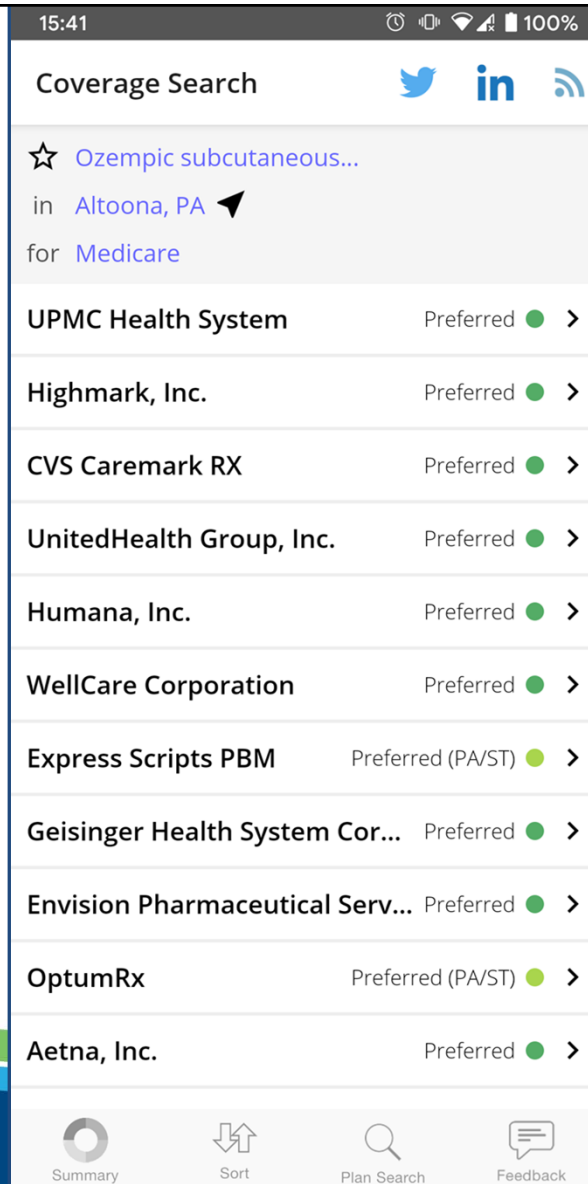 15:41 100%
Coverage Search in
Ozempic subcutaneous...
in Altoona, PA
for Medicare
UPMC Health System Preferred
Highmark, Inc. Preferred
CVS Caremark RX Preferred
UnitedHealth Group, Inc. Preferred
Humana, Inc. Preferred
WellCare Corporation Preferred
Express Scripts PBM Preferred (PA/ST)
Geisinger Health System Cor... Preferred
Envision Pharmaceutical Serv... Preferred
OptumRx Preferred (PA/ST)
Aetna, Inc. Preferred
Summary Sort Plan Search Feedback